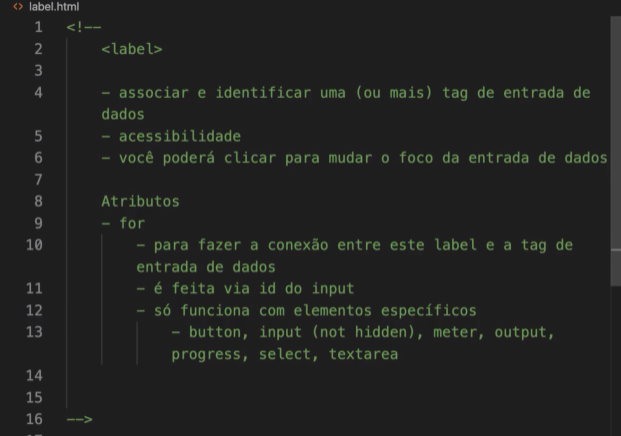 <> label.html
1 <!--
2 <label>
3
4 - associar e identificar uma (ou mais) tag de entrada de
dados
5 - acessibilidade
6 - você poderá clicar para mudar o foco da entrada de dados
7
8 Atributos
9 - for
10 - para fazer a conexão entre este label e a tag de
entrada de dados
11 - é feita via id do input
12 - só funciona com elementos específicos
13 - button, input (not hidden), meter, output,
progress, select, textarea
14
15
16 -->